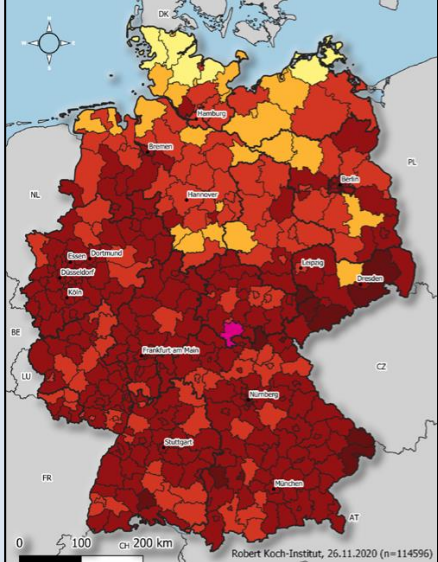 DK
Hamburg
Bremen
PL
Berlin
NL
Hannover
Essen Dortmund
Leipzig
Düsseldorf
Dresden
Köln
BE
Frankfurt am Main
LU
CZ
Nürnberg
Stuttgart
FR
München
AT
0 100 CH 200 km
Robert Koch-Institut, 26.11.2020 (n=114596)